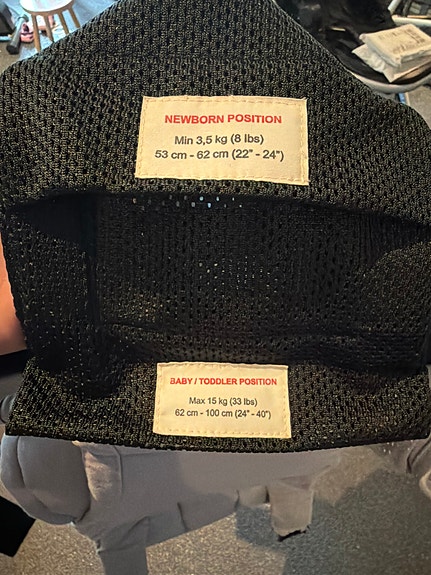 NEWBORN POSITION
Min 3,5 kg (8 lbs)
53 cm - 62 cm (22" - 24")
BABY / TODDLER POSITION
Max 15 kg (33 lbs)
62 cm - 100 cm (24" - 40")